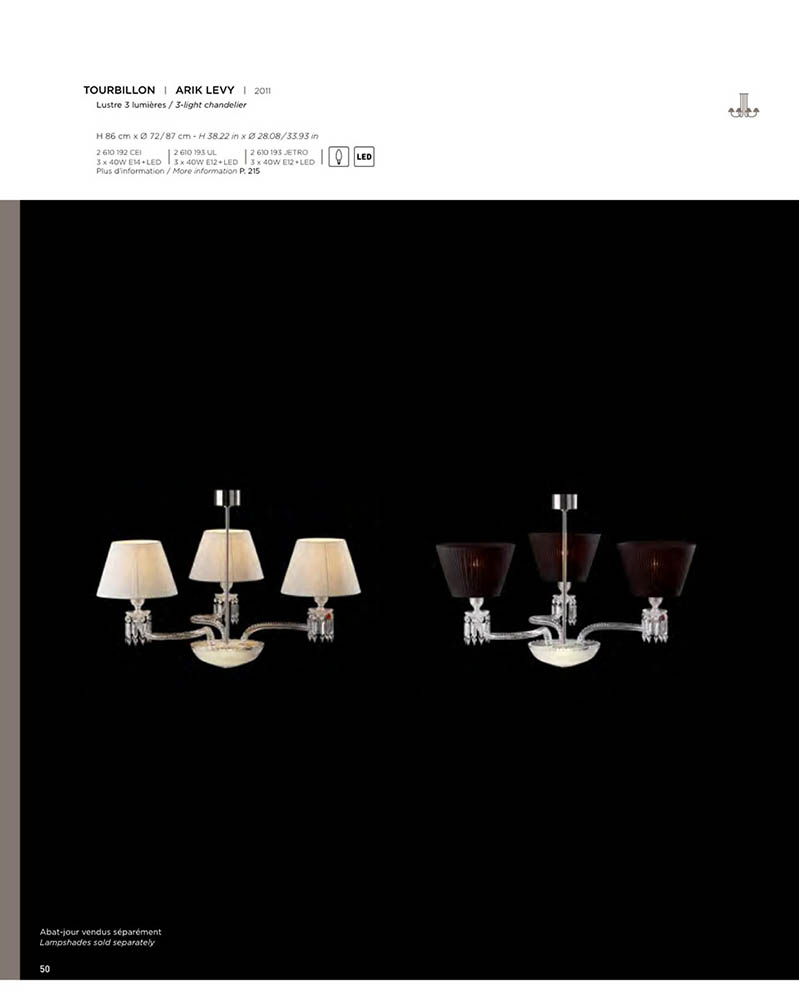 TOURBILLON | ARIK LEVY | 2011
Lustre 3 lumières / 3-light chandelier
H 86 cm x Ø 72/87 cm - H 38.22 in x Ø 28.08/33.93 in
2 610 192 CEI | 2 610 193 UL | 2 610 193 JETRO
3 x 40W E14+LED | 3 x 40W E12+LED | 3 x 40W E12+LED | LED
Plus d'information / More information P. 215
Abat-jour vendus séparément
Lampshades sold separately
50